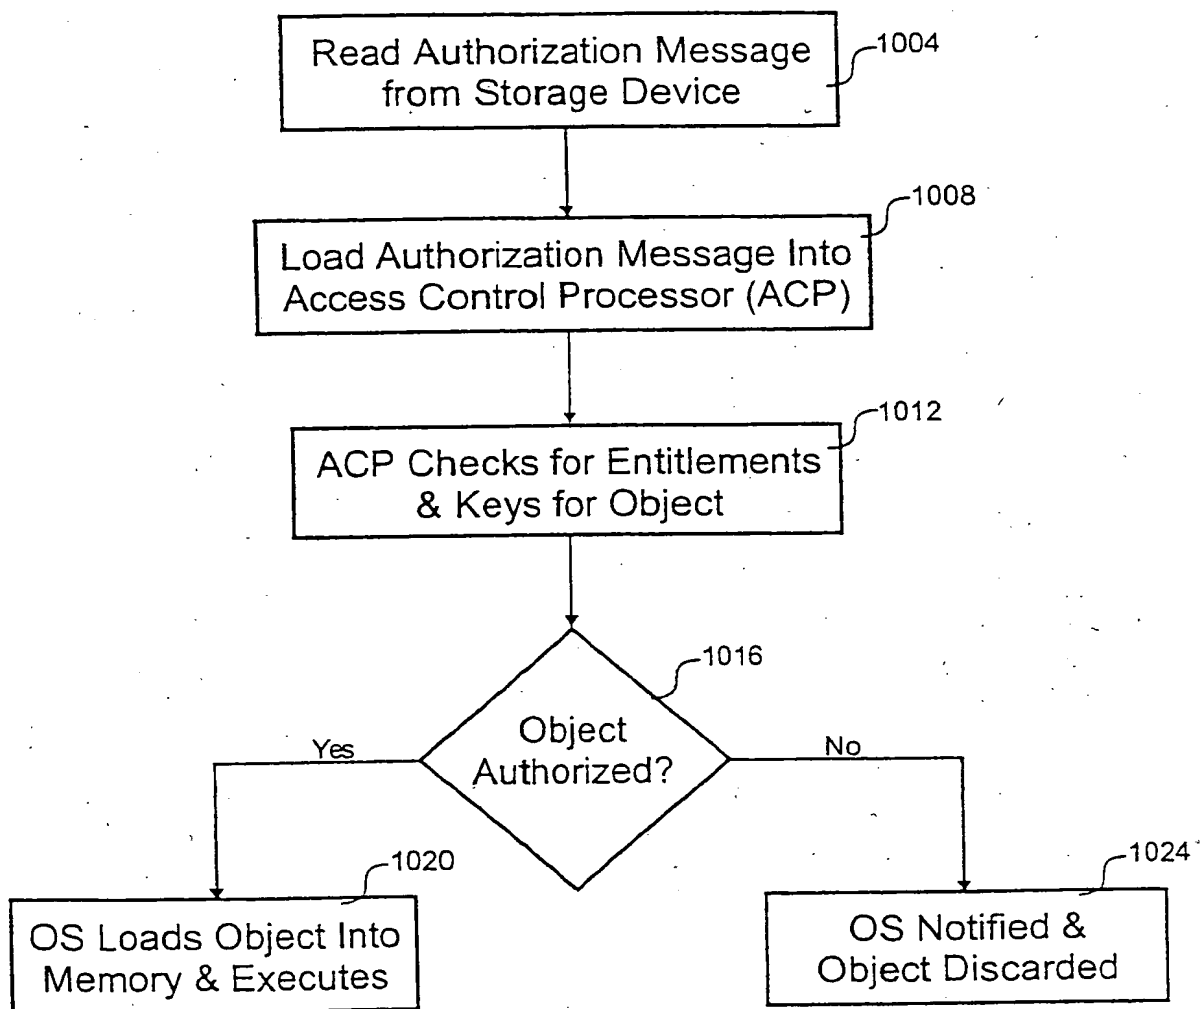 Read Authorization Message
from Storage Device
1004
Load Authorization Message Into
Access Control Processor (ACP)
1008
ACP Checks for Entitlements
& Keys for Object
1012
Object
Authorized?
1016
Yes
No
OS Loads Object Into
Memory & Executes
1020
OS Notified &
Object Discarded
1024